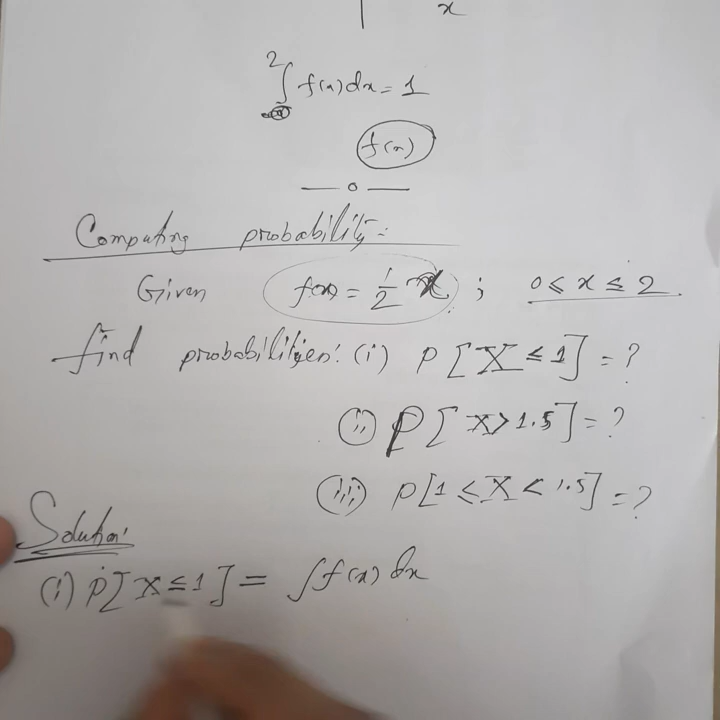 x
2
∫ f(x)dx = 1
f(x)
— o —
Computing probability:
Given f(x) = 1/2 x ; 0 ≤ x ≤ 2
find probabilities: (i) P[X ≤ 1] = ?
(ii) P[X > 1.5] = ?
(iii) P[1 ≤ X < 1.5] = ?
Solution:
(i) P[X ≤ 1] = ∫f(x) dx